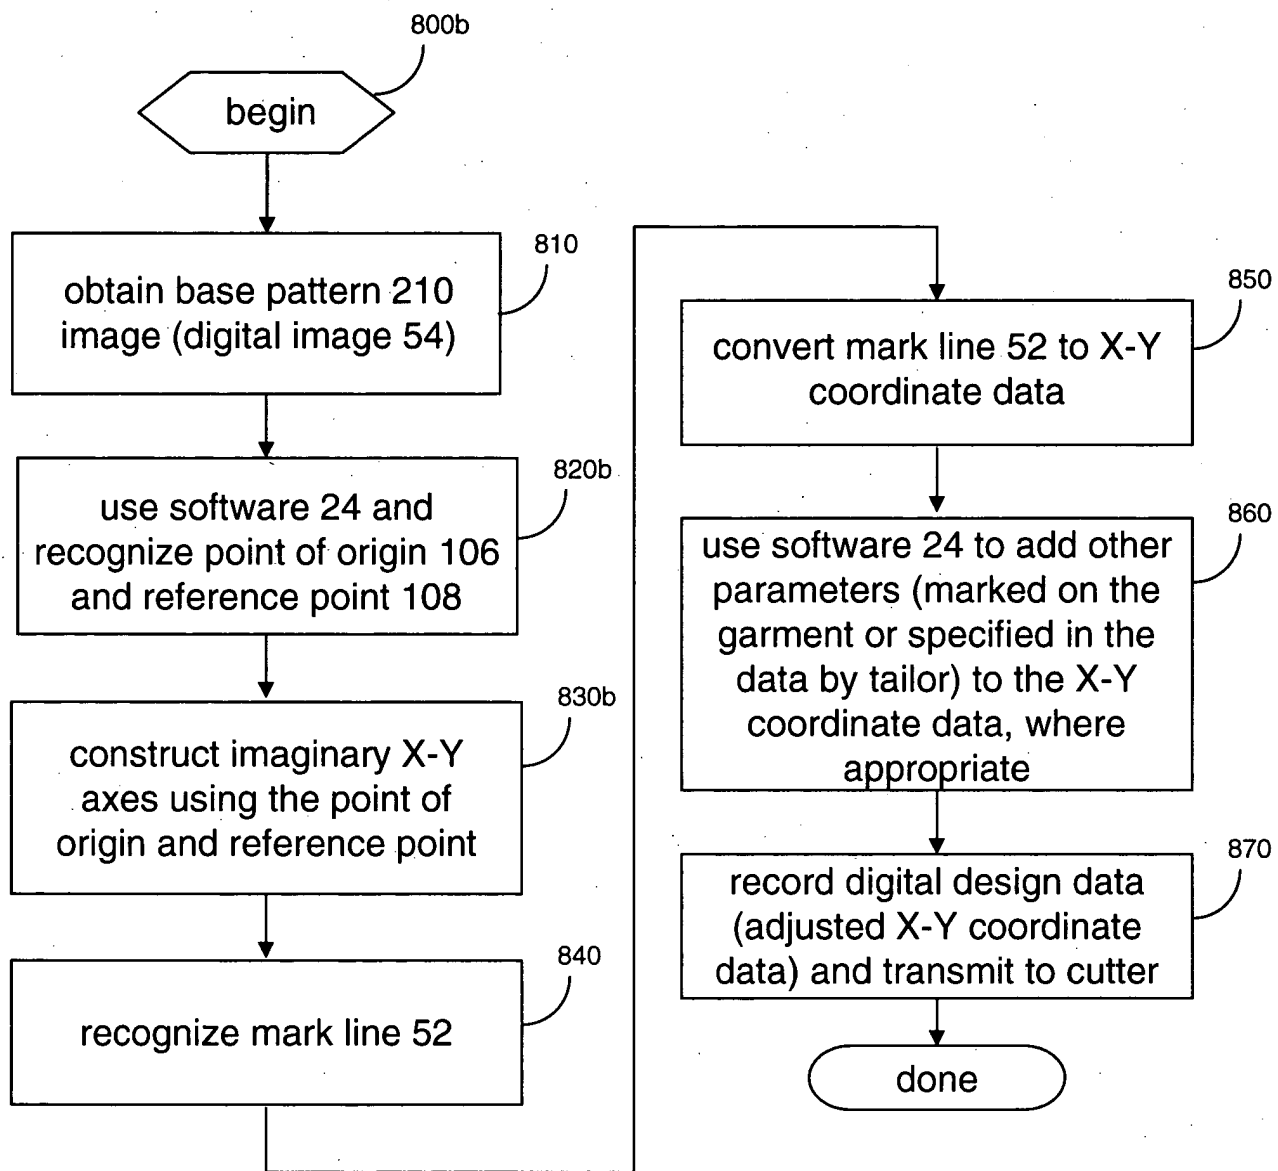 800b
begin
810
obtain base pattern 210
image (digital image 54)
820b
use software 24 and
recognize point of origin 106
and reference point 108
830b
construct imaginary X-Y
axes using the point of
origin and reference point
840
recognize mark line 52
850
convert mark line 52 to X-Y
coordinate data
860
use software 24 to add other
parameters (marked on the
garment or specified in the
data by tailor) to the X-Y
coordinate data, where
appropriate
870
record digital design data
(adjusted X-Y coordinate
data) and transmit to cutter
done